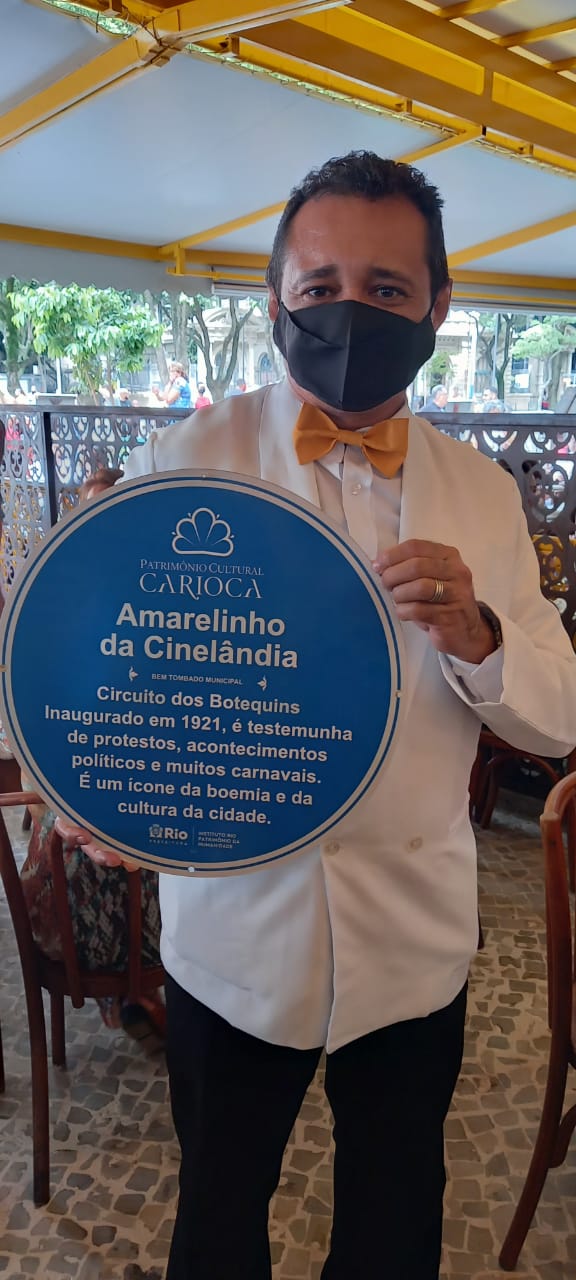 PATRIMÔNIO CULTURAL
CARIOCA
Amarelinho
da Cinelândia
BEM TOMBADO MUNICIPAL
Circuito dos Botequins
Inaugurado em 1921, é testemunha
de protestos, acontecimentos
políticos e muitos carnavais.
É um ícone da boemia e da
cultura da cidade.
Rio
PREFEITURA
INSTITUTO RIO
PATRIMÔNIO DA
HUMANIDADE